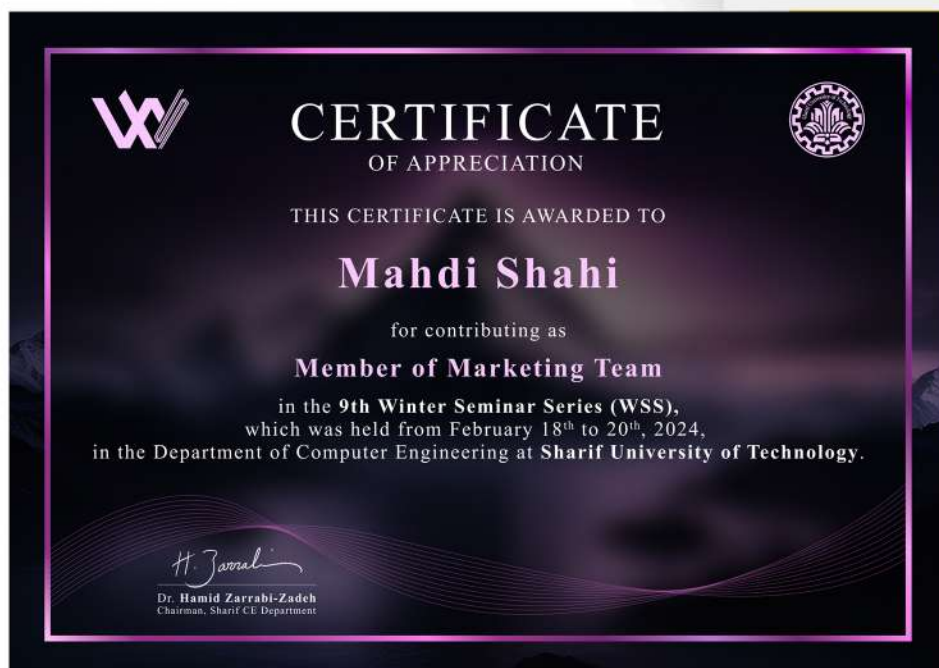 CERTIFICATE
OF APPRECIATION
THIS CERTIFICATE IS AWARDED TO
Mahdi Shahi
for contributing as
Member of Marketing Team
in the 9th Winter Seminar Series (WSS),
which was held from February 18th to 20th, 2024,
in the Department of Computer Engineering at Sharif University of Technology.
H. Zarrabi
Dr. Hamid Zarrabi-Zadeh
Chairman, Sharif CE Department